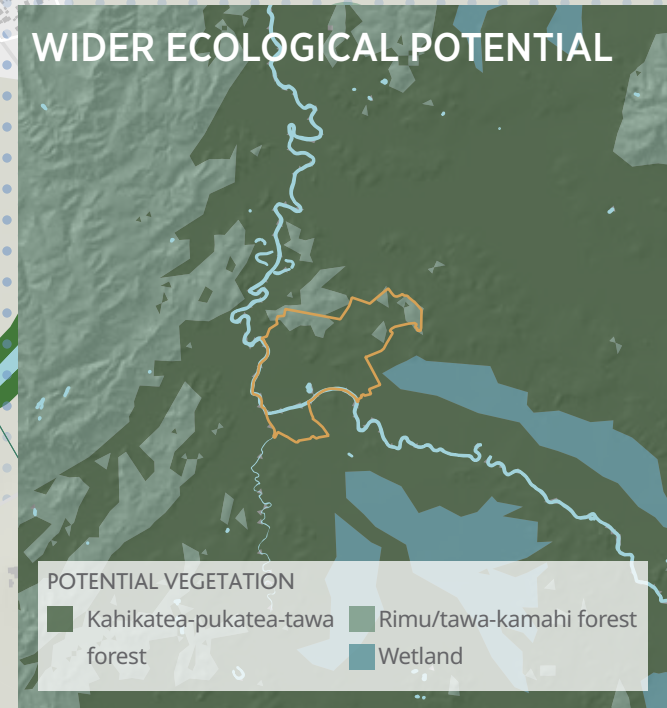 WIDER ECOLOGICAL POTENTIAL
POTENTIAL VEGETATION
Kahikatea-pukatea-tawa
forest
Rimu/tawa-kamahi forest
Wetland